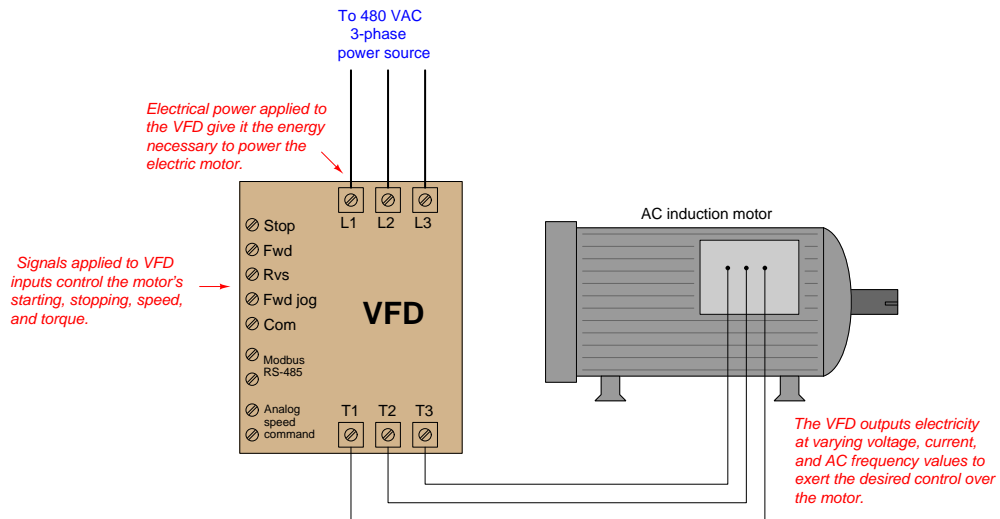 To 480 VAC
3-phase
power source
Electrical power applied to
the VFD give it the energy
necessary to power the
electric motor.
L1 L2 L3
Stop
Fwd
Rvs
Fwd jog
Com
Modbus
RS-485
Analog
speed
command
VFD
T1 T2 T3
Signals applied to VFD
inputs control the motor's
starting, stopping, speed,
and torque.
AC induction motor
The VFD outputs electricity
at varying voltage, current,
and AC frequency values to
exert the desired control over
the motor.